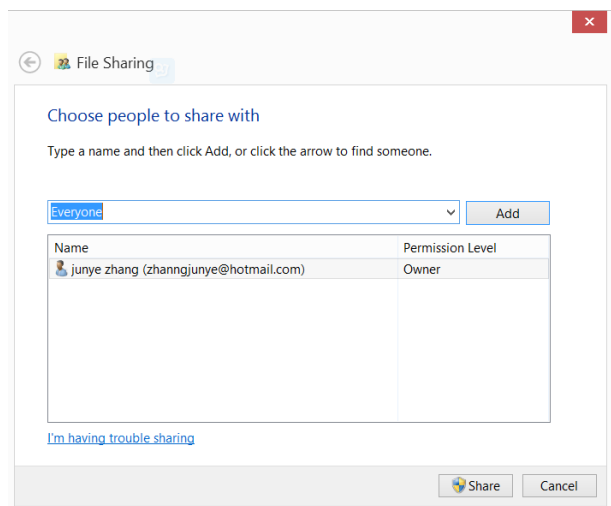 File Sharing
Choose people to share with
Type a name and then click Add, or click the arrow to find someone.
Everyone Add
Name Permission Level
junye zhang (zhanngjunye@hotmail.com) Owner
I'm having trouble sharing
Share Cancel